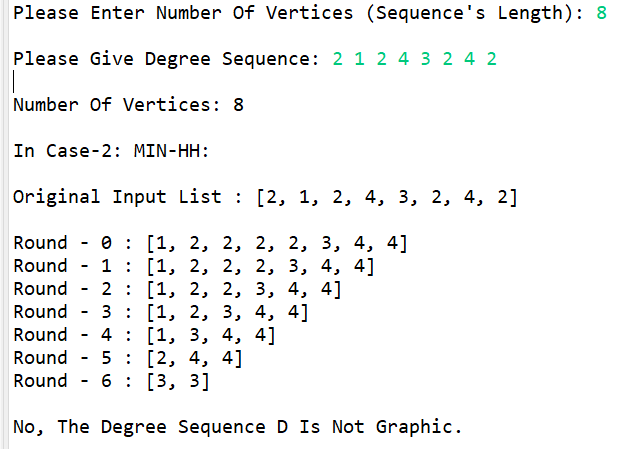 Please Enter Number Of Vertices (Sequence's Length): 8
Please Give Degree Sequence: 2 1 2 4 3 2 4 2
Number Of Vertices: 8
In Case-2: MIN-HH:
Original Input List : [2, 1, 2, 4, 3, 2, 4, 2]
Round - 0 : [1, 2, 2, 2, 2, 3, 4, 4]
Round - 1 : [1, 2, 2, 2, 3, 4, 4]
Round - 2 : [1, 2, 2, 3, 4, 4]
Round - 3 : [1, 2, 3, 4, 4]
Round - 4 : [1, 3, 4, 4]
Round - 5 : [2, 4, 4]
Round - 6 : [3, 3]
No, The Degree Sequence D Is Not Graphic.